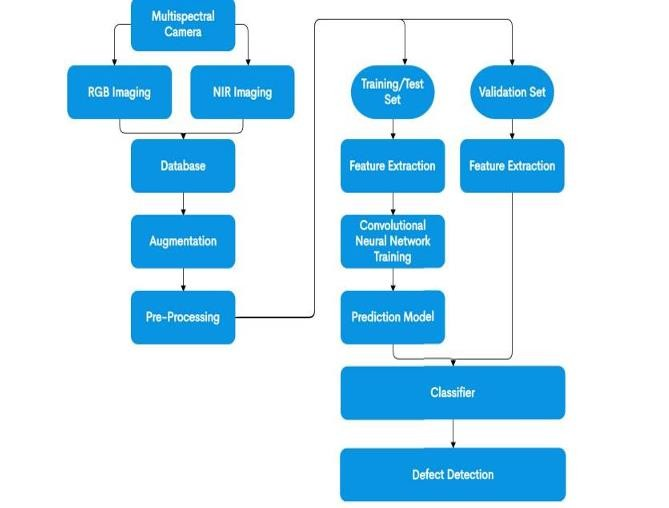 Multispectral
Camera
RGB Imaging
NIR Imaging
Database
Augmentation
Pre-Processing
Training/Test
Set
Validation Set
Feature Extraction
Feature Extraction
Convolutional
Neural Network
Training
Prediction Model
Classifier
Defect Detection